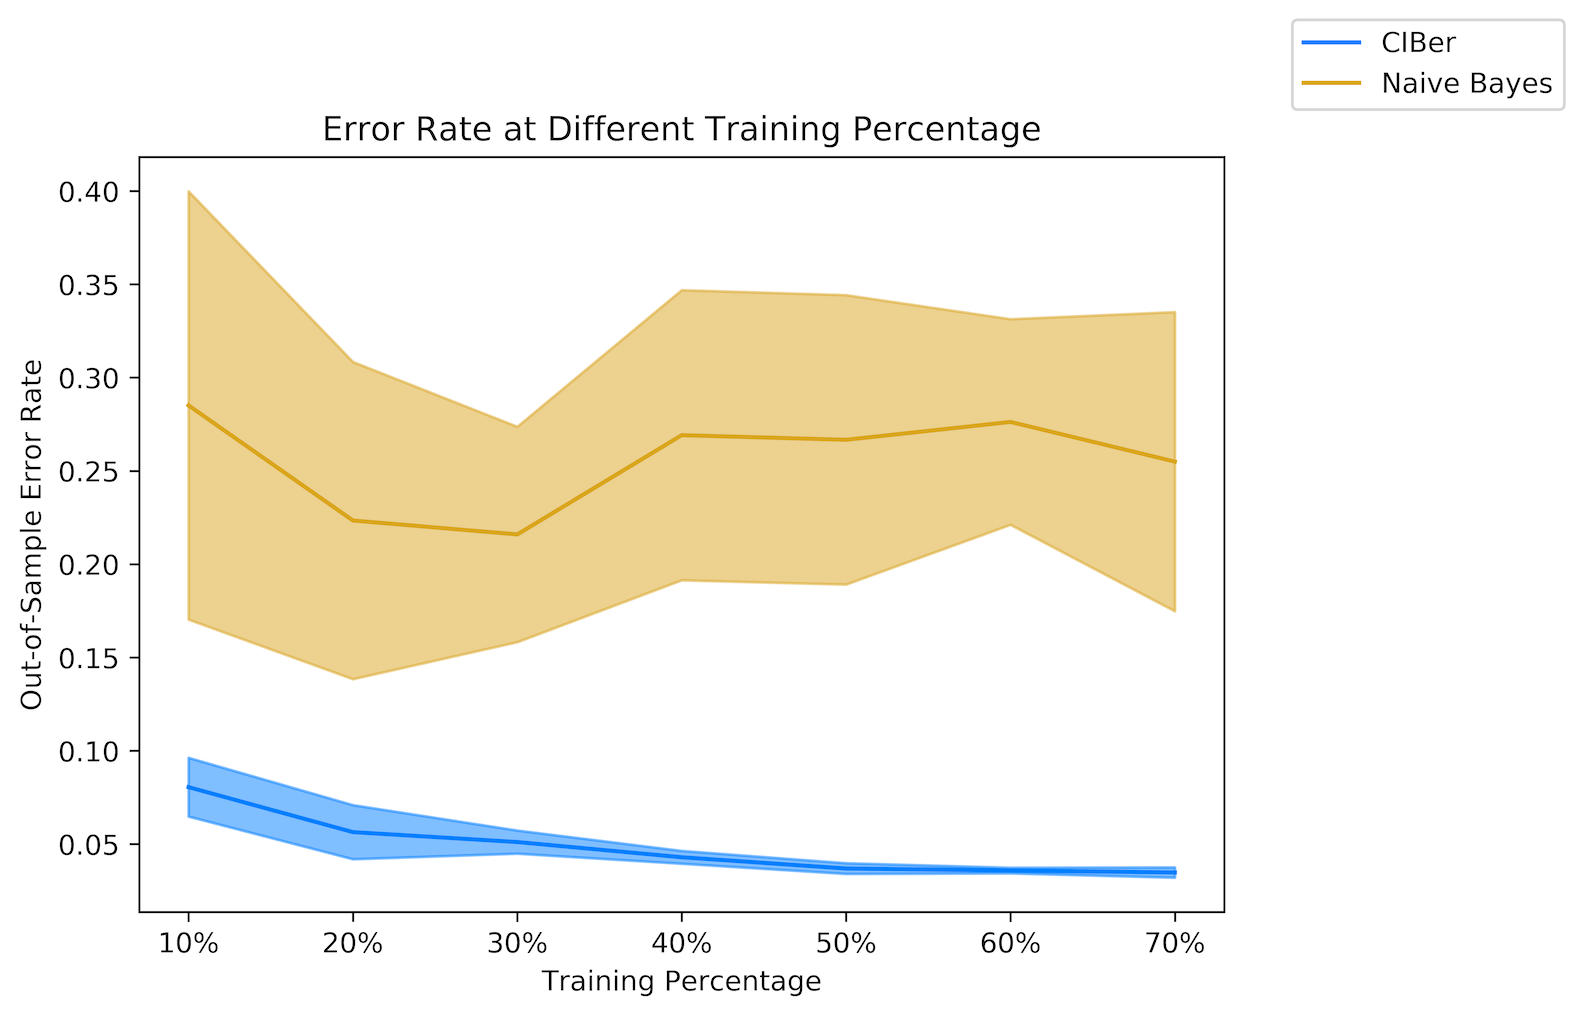 CIBer
Naive Bayes
Error Rate at Different Training Percentage
0.40
0.35
0.30
0.25
0.20
0.15
0.10
0.05
Out-of-Sample Error Rate
10% 20% 30% 40% 50% 60% 70%
Training Percentage